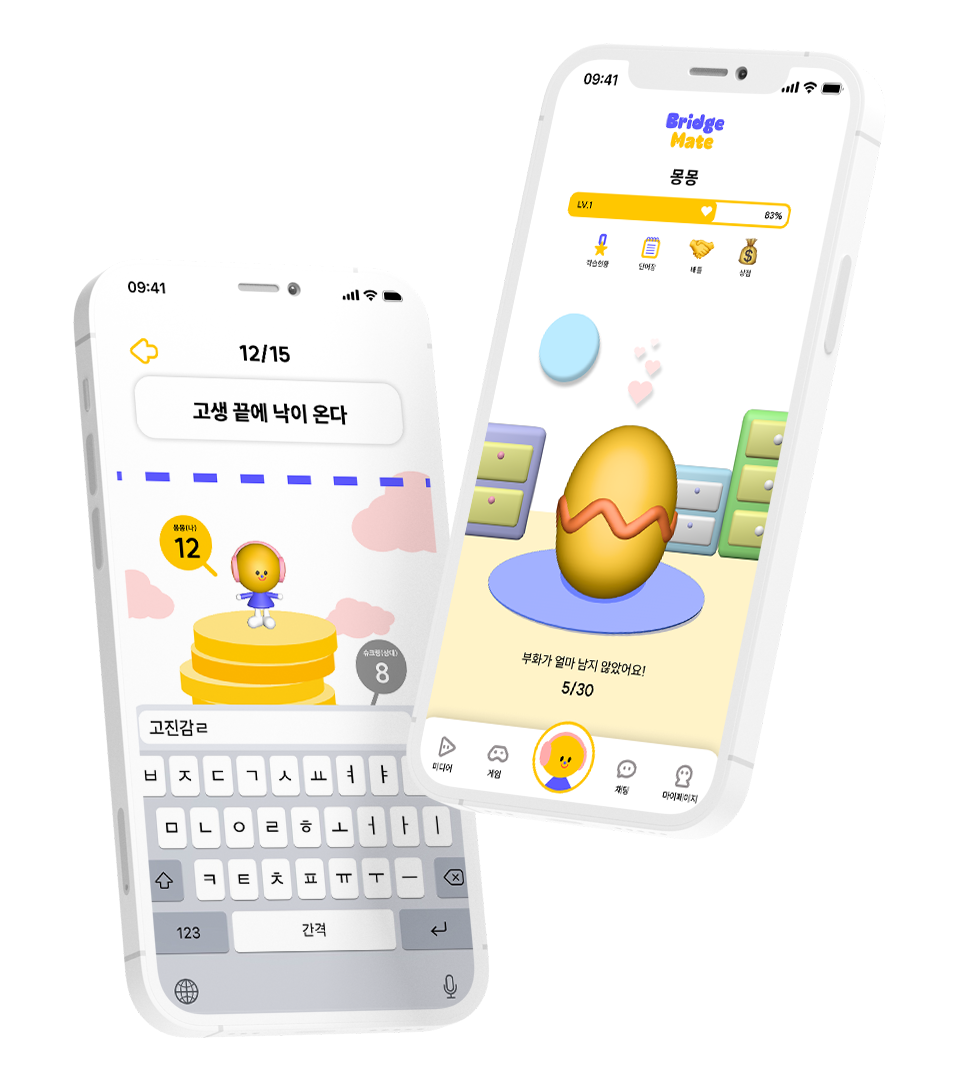 09:41
12/15
고생 끝에 낙이 온다
몽몽(나)
12
슈크림(상대)
8
고진감ㄹ
ㅂ ㅈ ㄷ ㄱ ㅅ ㅛ ㅕ ㅑ
ㅁ ㄴ ㅇ ㄹ ㅎ ㅗ ㅓ ㅏ ㅣ
ㅋ ㅌ ㅊ ㅍ ㅠ ㅜ ㅡ
123 간격
09:41
Bridge
Mate
몽몽
LV.1 83%
학습현황 단어장 배틀 상점
부화가 얼마 남지 않았어요!
5/30
미디어 게임 채팅 마이페이지